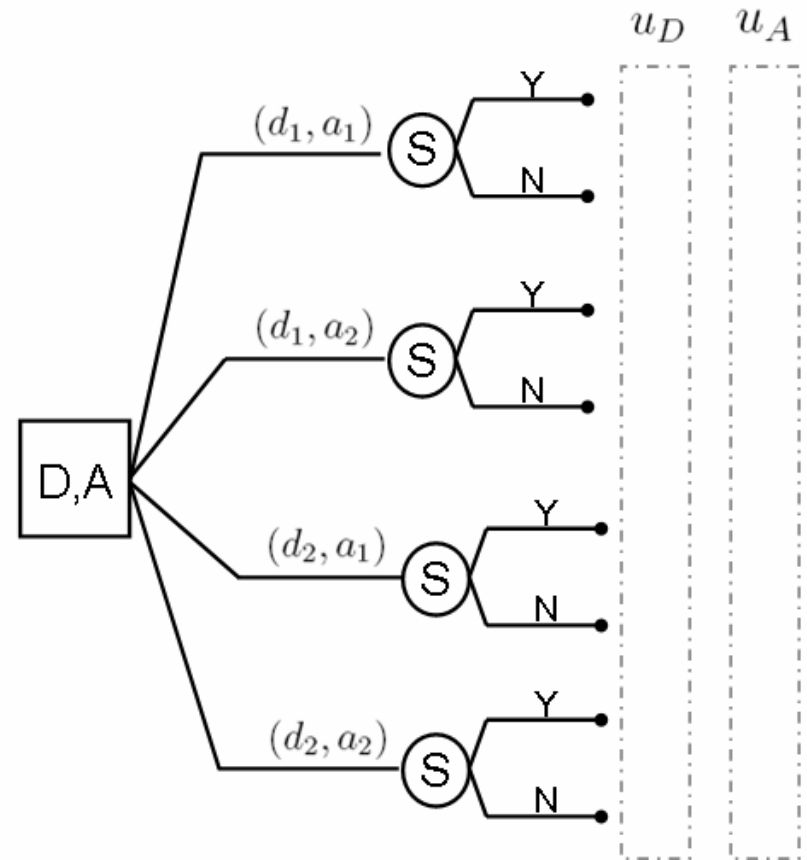 u_D u_A
Y
(d_1, a_1)
S
N
Y
(d_1, a_2)
S
N
D,A
Y
(d_2, a_1)
S
N
Y
(d_2, a_2)
S
N